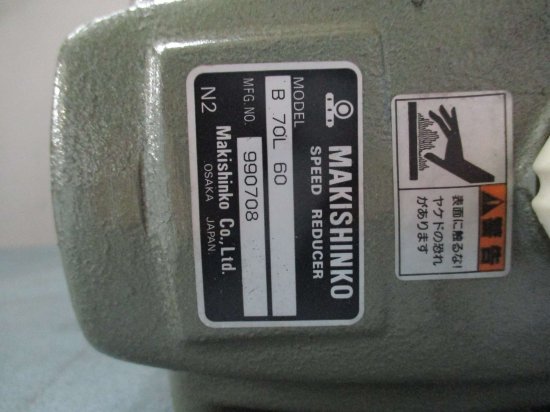 MAKISHINKO
SPEED REDUCER
MODEL B 70L 60
MFG.NO. 990708
N2 Makishinko Co., Ltd.
OSAKA JAPAN
警告
表面に触るな!
ヤケドの恐れ
があります